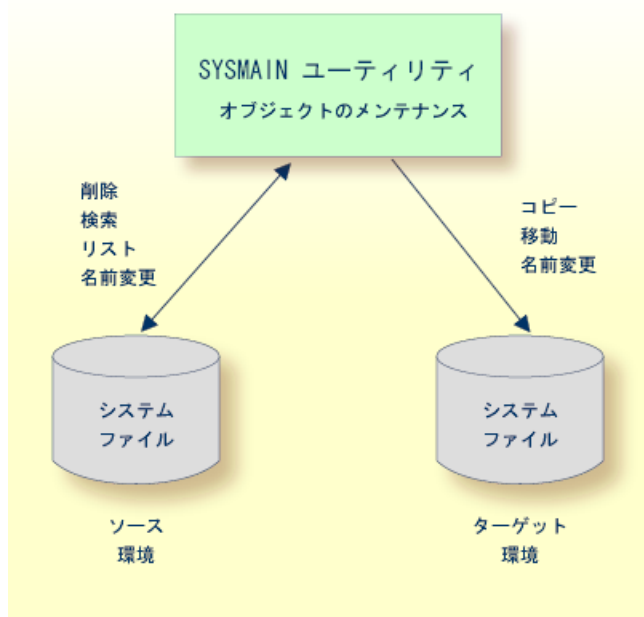 SYSMAIN ユーティリティ
オブジェクトのメンテナンス
削除
検索
リスト
名前変更
コピー
移動
名前変更
システム
ファイル
システム
ファイル
ソース
環境
ターゲット
環境